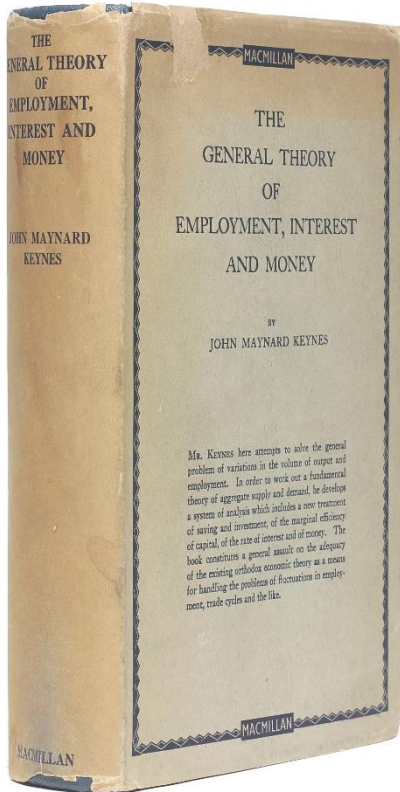 THE
GENERAL THEORY
OF
EMPLOYMENT,
INTEREST AND
MONEY
JOHN MAYNARD
KEYNES
MACMILLAN
MACMILLAN
THE
GENERAL THEORY
OF
EMPLOYMENT, INTEREST
AND MONEY
BY
JOHN MAYNARD KEYNES
MR. KEYNES here attempts to solve the general
problem of variations in the volume of output and
employment. In order to work out a fundamental
theory of aggregate supply and demand, he develops
a system of analysis which includes a new treatment
of saving and investment, of the marginal efficiency
of capital, of the rate of interest and of money. The
book constitutes a general assault on the adequacy
of the existing orthodox economic theory as a means
for handling the problems of fluctuations in employ-
ment, trade cycles and the like.
MACMILLAN